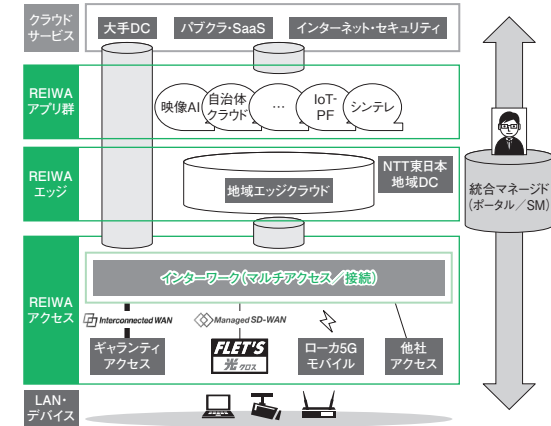 クラウド
サービス
大手DC
パブクラ・SaaS
インターネット・セキュリティ
REIWA
アプリ群
映像AI
自治体
クラウド
…
IoT-
PF
シンテレ
REIWA
エッジ
地域エッジクラウド
NTT東日本
地域DC
統合マネージド
(ポータル/SM)
REIWA
アクセス
インターワーク(マルチアクセス/接続)
Interconnected WAN
Managed SD-WAN
ギャランティ
アクセス
FLET'S
光クロス
ローカ5G
モバイル
他社
アクセス
LAN・
デバイス